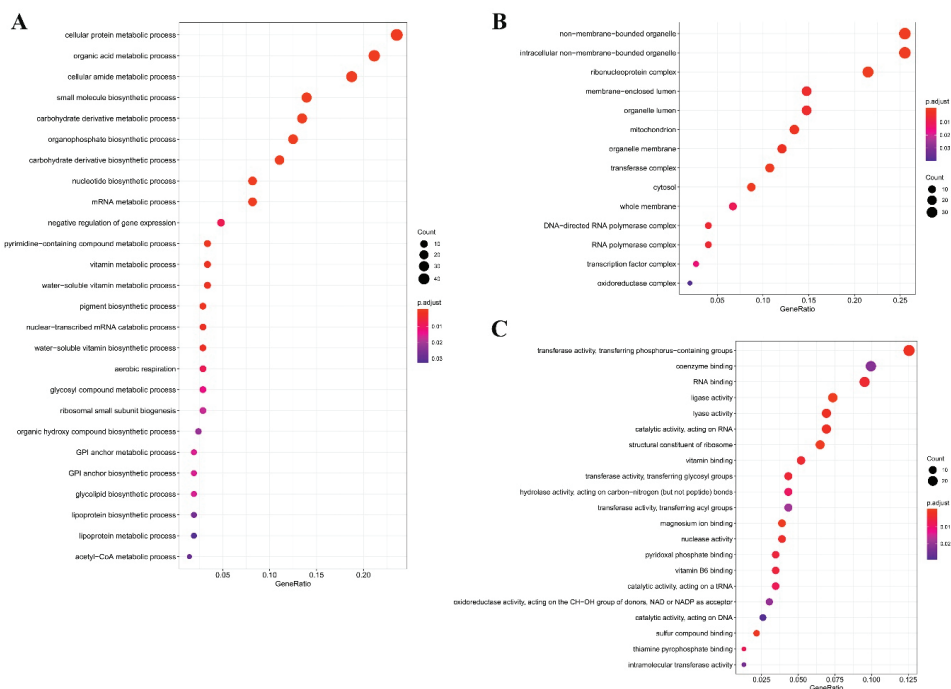 A
cellular protein metabolic process
organic acid metabolic process
cellular amide metabolic process
small molecule biosynthetic process
carbohydrate derivative metabolic process
organophosphate biosynthetic process
carbohydrate derivative biosynthetic process
nucleotide biosynthetic process
mRNA metabolic process
negative regulation of gene expression
pyrimidine−containing compound metabolic process
vitamin metabolic process
water−soluble vitamin metabolic process
pigment biosynthetic process
nuclear−transcribed mRNA catabolic process
water−soluble vitamin biosynthetic process
aerobic respiration
glycosyl compound metabolic process
ribosomal small subunit biogenesis
organic hydroxy compound biosynthetic process
GPI anchor metabolic process
GPI anchor biosynthetic process
glycolipid biosynthetic process
lipoprotein biosynthetic process
lipoprotein metabolic process
acetyl−CoA metabolic process
0.05 0.10 0.15 0.20
GeneRatio
Count
10
20
30
40
p.adjust
0.01
0.02
0.03
B
non−membrane−bounded organelle
intracellular non−membrane−bounded organelle
ribonucleoprotein complex
membrane−enclosed lumen
organelle lumen
mitochondrion
organelle membrane
transferase complex
cytosol
whole membrane
DNA−directed RNA polymerase complex
RNA polymerase complex
transcription factor complex
oxidoreductase complex
0.05 0.10 0.15 0.20 0.25
GeneRatio
p.adjust
0.01
0.02
0.03
Count
10
20
30
C
transferase activity, transferring phosphorus−containing groups
coenzyme binding
RNA binding
ligase activity
lyase activity
catalytic activity, acting on RNA
structural constituent of ribosome
vitamin binding
transferase activity, transferring glycosyl groups
hydrolase activity, acting on carbon−nitrogen (but not peptide) bonds
transferase activity, transferring acyl groups
magnesium ion binding
nuclease activity
pyridoxal phosphate binding
vitamin B6 binding
catalytic activity, acting on a tRNA
oxidoreductase activity, acting on the CH−OH group of donors, NAD or NADP as acceptor
catalytic activity, acting on DNA
sulfur compound binding
thiamine pyrophosphate binding
intramolecular transferase activity
0.025 0.050 0.075 0.100 0.125
GeneRatio
Count
10
20
p.adjust
0.01
0.02